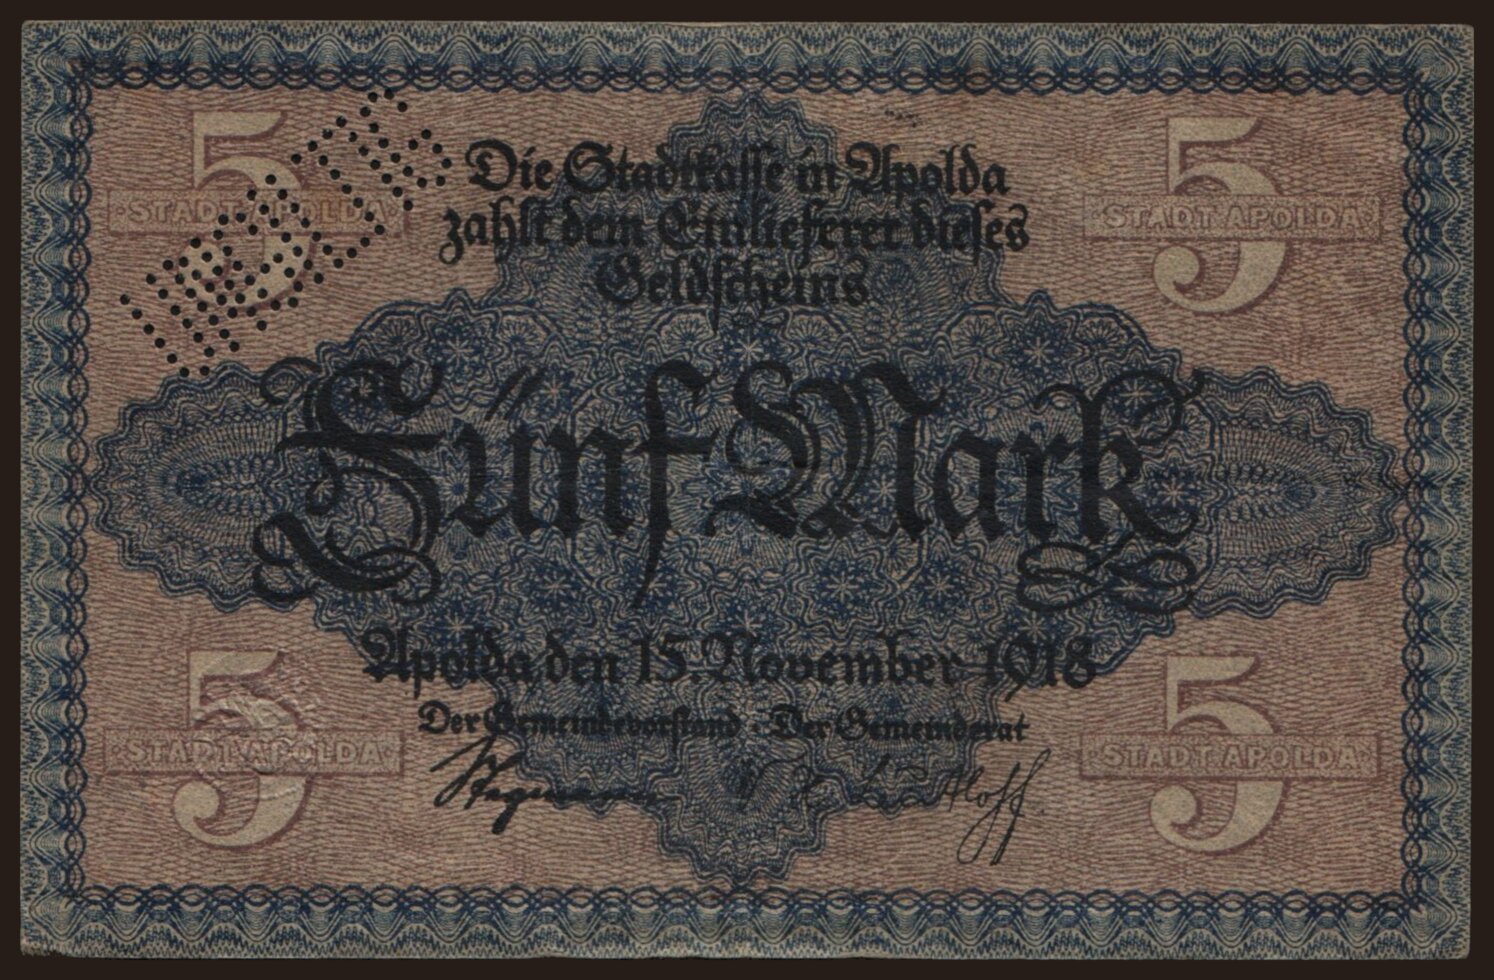 5 5
STADT APOLDA STADT APOLDA
Die Stadtkasse in Apolda
zahlt dem Einlieferer dieses
Geldscheins
Fünf Mark
Apolda, den 15. November 1918
Der Gemeindevorstand · Der Gemeinderat
5 5
STADT APOLDA STADT APOLDA